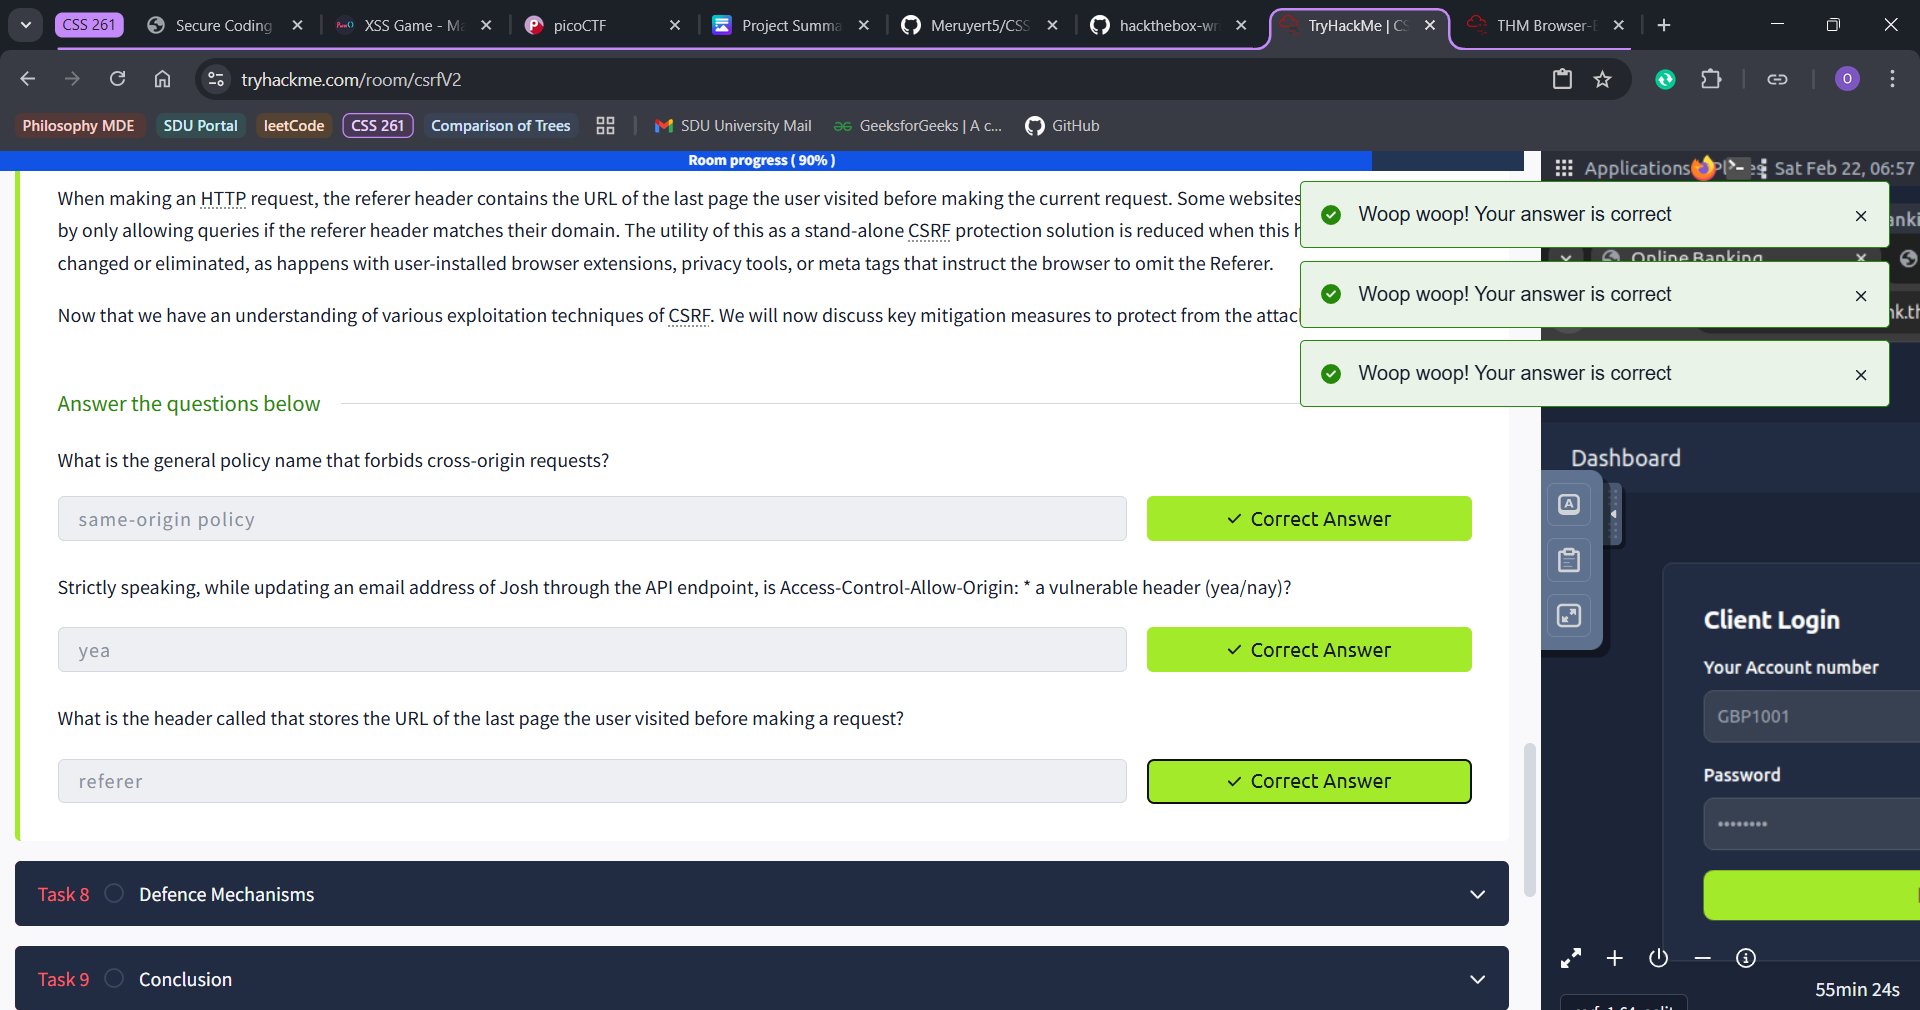 CSS 261
Secure Coding
XSS Game - Ma
picoCTF
Project Summa
Meruyert5/CSS
hackthebox-wr
TryHackMe | CS
THM Browser-
tryhackme.com/room/csrfV2
O
Philosophy MDE
SDU Portal
leetCode
CSS 261
Comparison of Trees
SDU University Mail
GeeksforGeeks | A c...
GitHub
Room progress ( 90% )
Applications
Sat Feb 22, 06:57
When making an HTTP request, the referer header contains the URL of the last page the user visited before making the current request. Some websites
by only allowing queries if the referer header matches their domain. The utility of this as a stand-alone CSRF protection solution is reduced when this h
changed or eliminated, as happens with user-installed browser extensions, privacy tools, or meta tags that instruct the browser to omit the Referer.
Now that we have an understanding of various exploitation techniques of CSRF. We will now discuss key mitigation measures to protect from the attac
Woop woop! Your answer is correct
Online Banking
Woop woop! Your answer is correct
Woop woop! Your answer is correct
Answer the questions below
What is the general policy name that forbids cross-origin requests?
same-origin policy
Correct Answer
Strictly speaking, while updating an email address of Josh through the API endpoint, is Access-Control-Allow-Origin: * a vulnerable header (yea/nay)?
yea
Correct Answer
What is the header called that stores the URL of the last page the user visited before making a request?
referer
Correct Answer
Task 8
Defence Mechanisms
Task 9
Conclusion
Dashboard
A
Client Login
Your Account number
GBP1001
Password
55min 24s